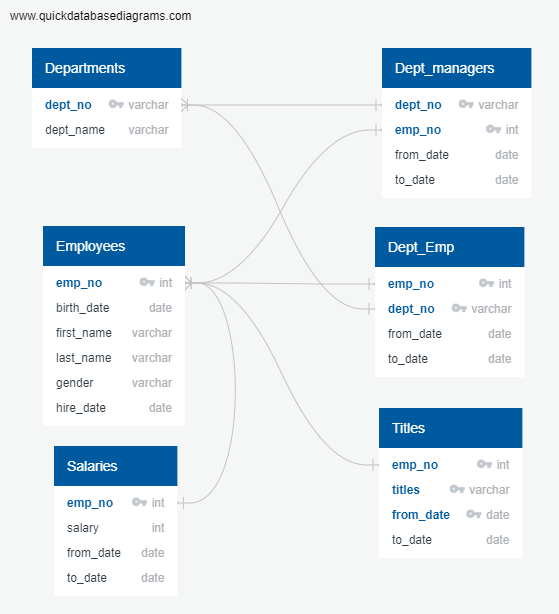 www.quickdatabasediagrams.com
Departments
dept_no varchar
dept_name varchar
Dept_managers
dept_no varchar
emp_no int
from_date date
to_date date
Employees
emp_no int
birth_date date
first_name varchar
last_name varchar
gender varchar
hire_date date
Dept_Emp
emp_no int
dept_no varchar
from_date date
to_date date
Salaries
emp_no int
salary int
from_date date
to_date date
Titles
emp_no int
titles varchar
from_date date
to_date date